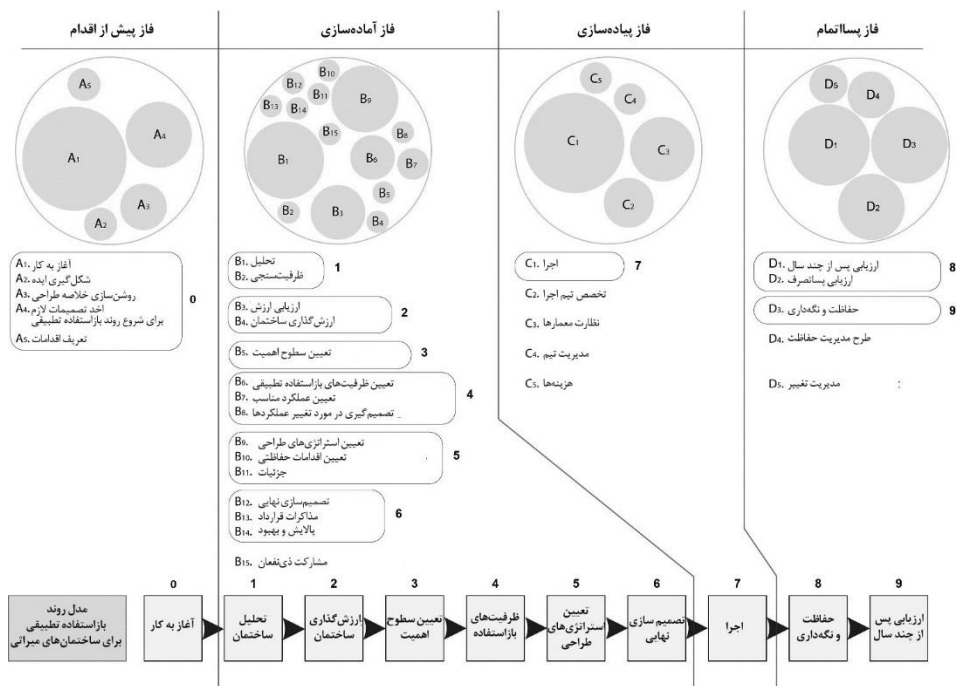 فاز پیش از اقدام
فاز آماده‌سازی
فاز پیاده‌سازی
فاز پسااتمام
A5
A1
A4
A3
A2
B10
B12
B11
B9
B13
B14
B15
B8
B1
B6
B7
B5
B2
B3
B4
C5
C4
C1
C3
C2
D5
D4
D1
D3
D2
A1. آغاز به کار
A2. شکل‌گیری ایده
A3. روشن‌سازی خلاصه طراحی
A4. اخد تصمیمات لازم
برای شروع روند بازاستفاده تطبیقی
A5. تعریف اقدامات
0
B1. تحلیل
B2. ظرفیت‌سنجی
1
B3. ارزیابی ارزش
B4. ارزش‌گذاری ساختمان
2
B5. تعیین سطوح اهمیت
3
B6. تعیین ظرفیت‌های بازاستفاده تطبیقی
B7. تعیین عملکرد مناسب
B8. تصمیم‌گیری در مورد تغییر عملکردها
4
B9. تعیین استراتژی‌های طراحی
B10. تعیین اقدامات حفاظتی
B11. جزئیات
5
B12. تصمیم‌سازی نهایی
B13. مذاکرات قرارداد
B14. پالایش و بهبود
6
B15. مشارکت ذی‌نفعان
C1. اجرا
7
C2. تخصص تیم اجرا
C3. نظارت معمارها
C4. مدیریت تیم
C5. هزینه‌ها
D1. ارزیابی پس از چند سال
D2. ارزیابی پساتصرف
8
D3. حفاظت و نگه‌داری
9
D4. طرح مدیریت حفاظت
D5. مدیریت تغییر :
0 1 2 3 4 5 6 7 8 9
مدل روند
بازاستفاده تطبیقی
برای ساختمان‌های میراثی
آغاز به کار
تحلیل
ساختمان
ارزش‌گذاری
ساختمان
تعیین سطوح
اهمیت
ظرفیت‌های
بازاستفاده
تعیین
استراتژی‌های
طراحی
تصمیم سازی
نهایی
اجرا
حفاظت
و نگه‌داری
ارزیابی پس
از چند سال